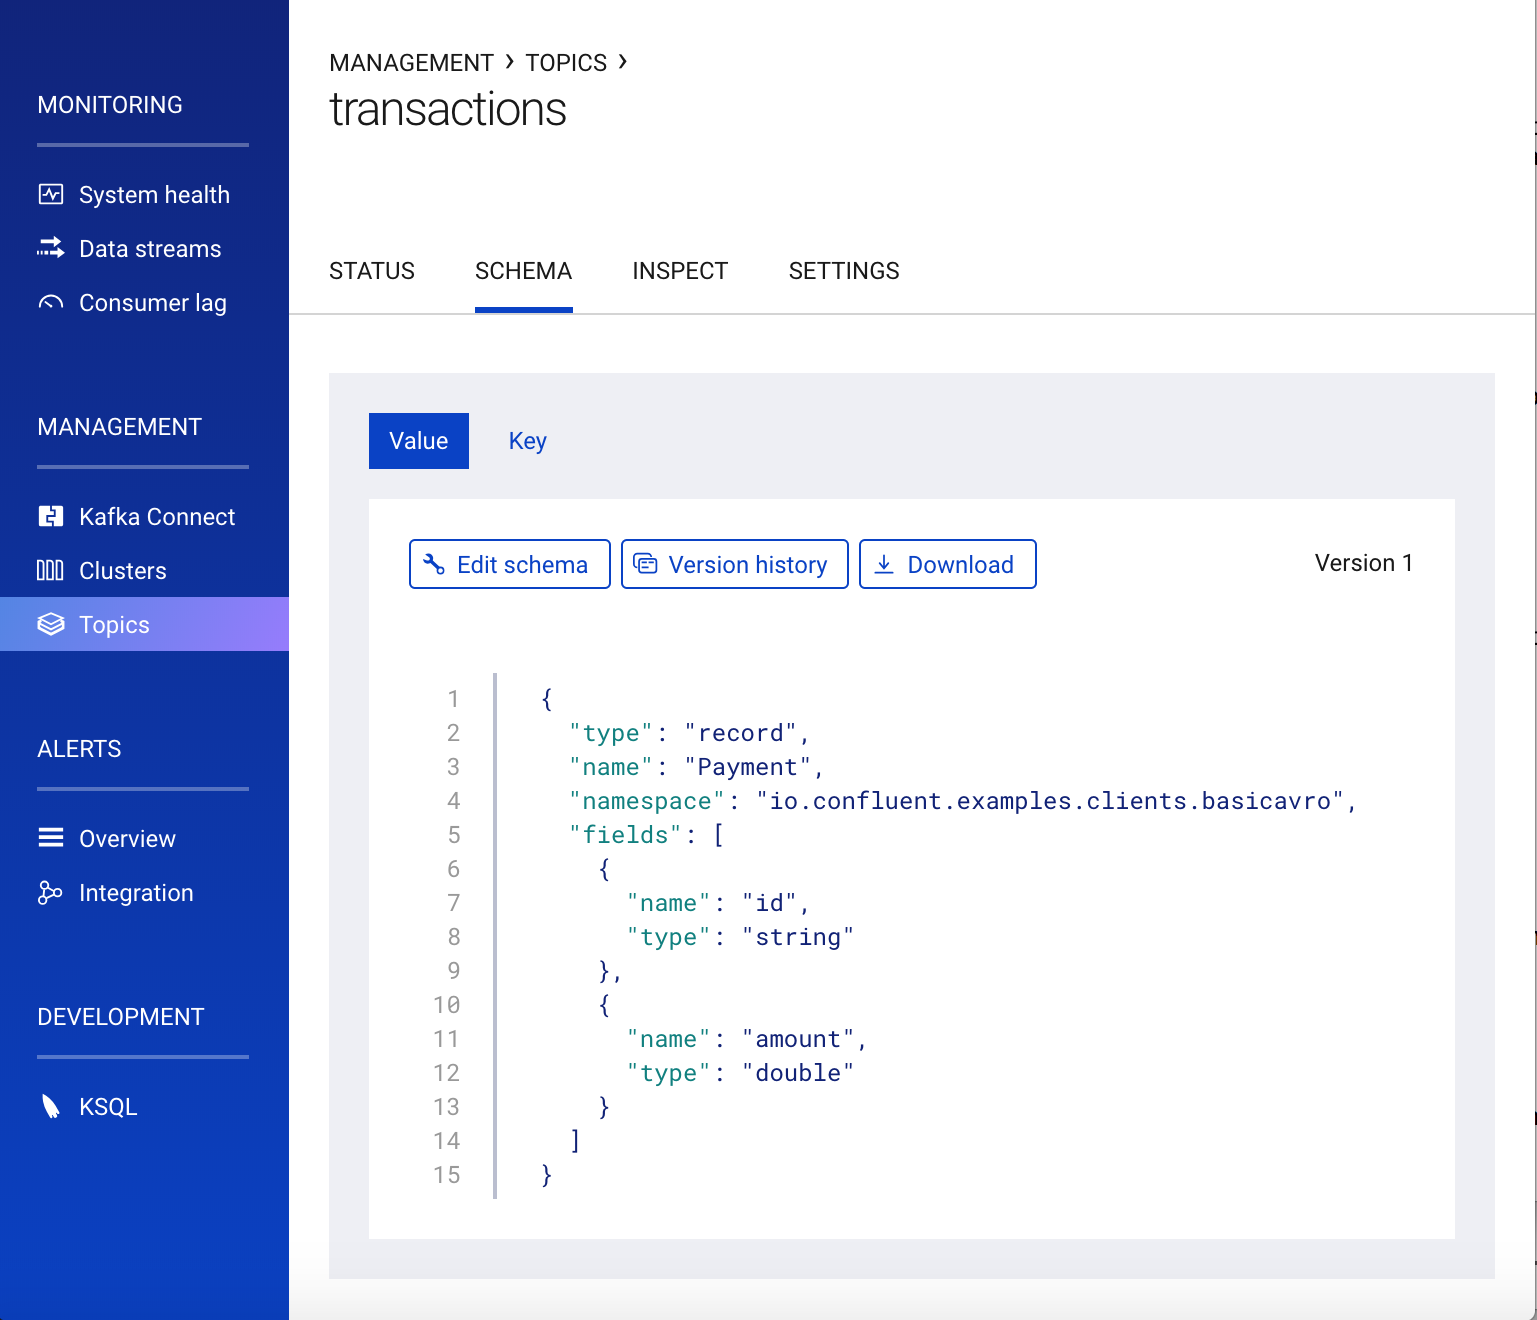 MONITORING
System health
Data streams
Consumer lag
MANAGEMENT
Kafka Connect
Clusters
Topics
ALERTS
Overview
Integration
DEVELOPMENT
KSQL
MANAGEMENT › TOPICS ›
transactions
STATUS SCHEMA INSPECT SETTINGS
Value Key
Edit schema Version history Download Version 1
1 {
2 "type": "record",
3 "name": "Payment",
4 "namespace": "io.confluent.examples.clients.basicavro",
5 "fields": [
6 {
7 "name": "id",
8 "type": "string"
9 },
10 {
11 "name": "amount",
12 "type": "double"
13 }
14 ]
15 }